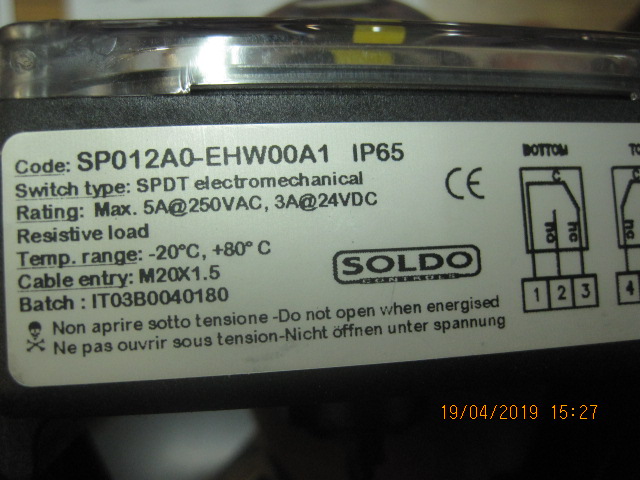 Code: SP012A0-EHW00A1 IP65
Switch type: SPDT electromechanical
Rating: Max. 5A@250VAC, 3A@24VDC
Resistive load
Temp. range: -20°C, +80°C
Cable entry: M20X1.5
Batch : IT03B0040180
Non aprire sotto tensione -Do not open when energised
Ne pas ouvrir sous tension-Nicht öffnen unter spannung
CE
SOLDO
CONTROLS
BOTTOM
C
no nc
1 2 3
TO
4
19/04/2019 15:27